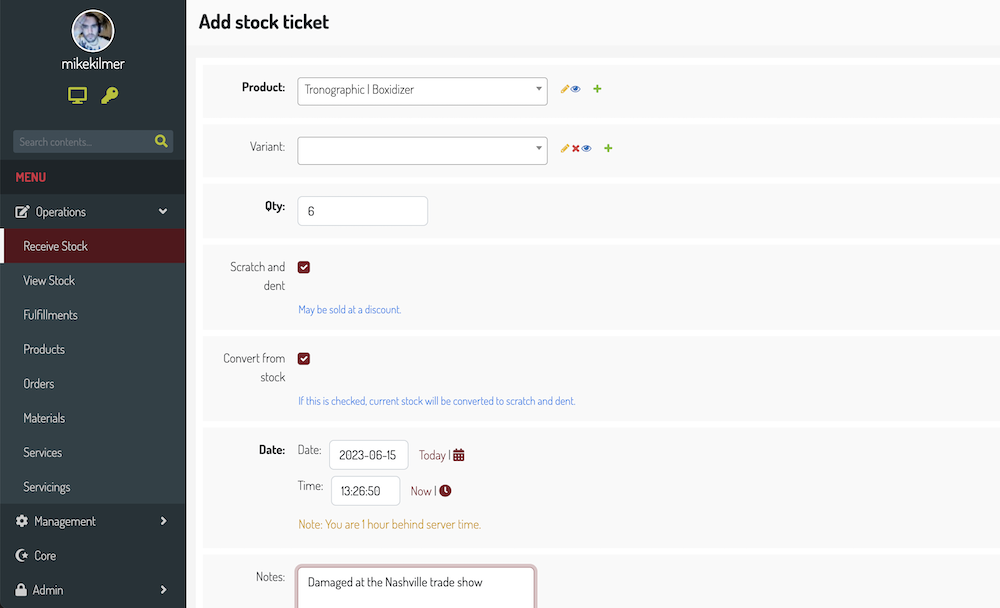 mikekilmer
Search contents...
MENU
Operations
Receive Stock
View Stock
Fulfillments
Products
Orders
Materials
Services
Servicings
Management
Core
Admin
Add stock ticket
Product: Tronographic | Boxidizer
Variant:
Qty: 6
Scratch and
dent
May be sold at a discount.
Convert from
stock
If this is checked, current stock will be converted to scratch and dent.
Date: Date: 2023-06-15 Today |
Time: 13:26:50 Now |
Note: You are 1 hour behind server time.
Notes: Damaged at the Nashville trade show